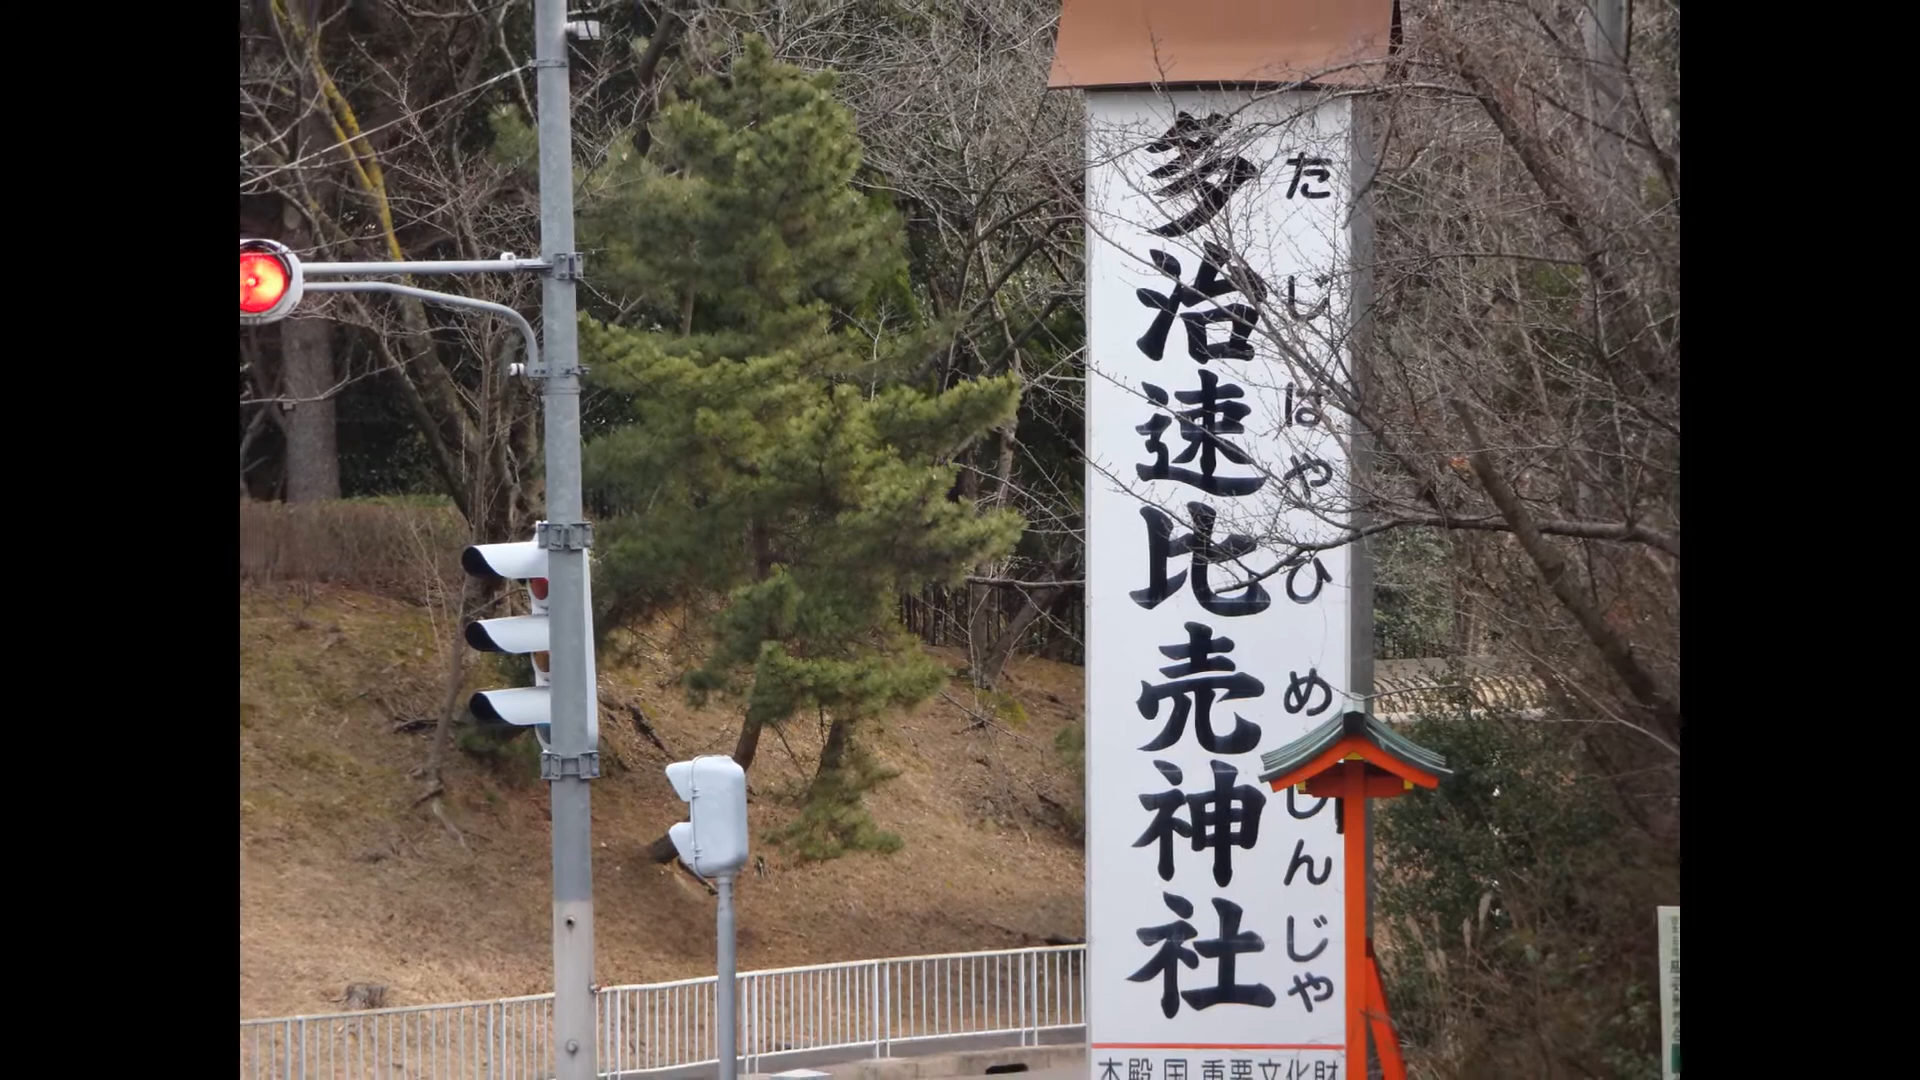 多治速比売神社
たじはやひめじんじゃ
本殿 国 重要文化財